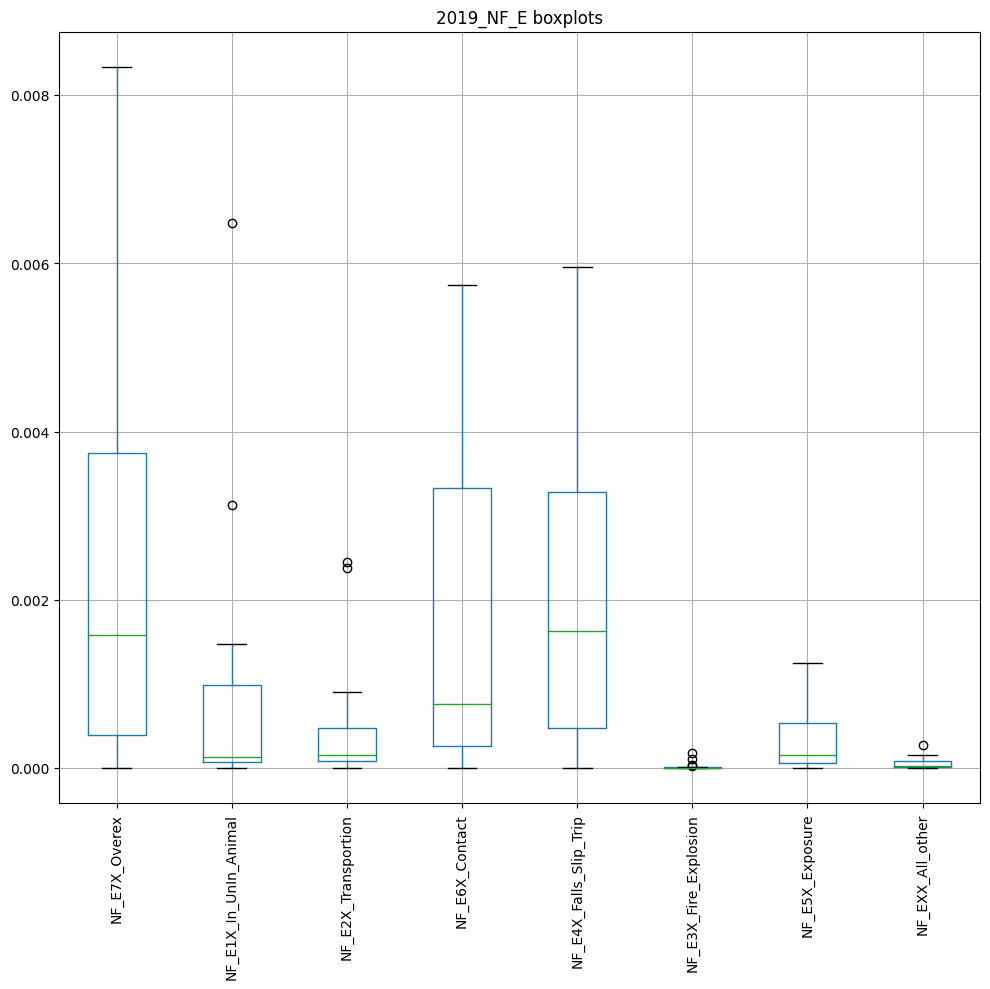 2019_NF_E boxplots
0.008
0.006
0.004
0.002
0.000
NF_E7X_Overex
NF_E1X_In_UnIn_Animal
NF_E2X_Transportion
NF_E6X_Contact
NF_E4X_Falls_Slip_Trip
NF_E3X_Fire_Explosion
NF_E5X_Exposure
NF_EXX_All_other